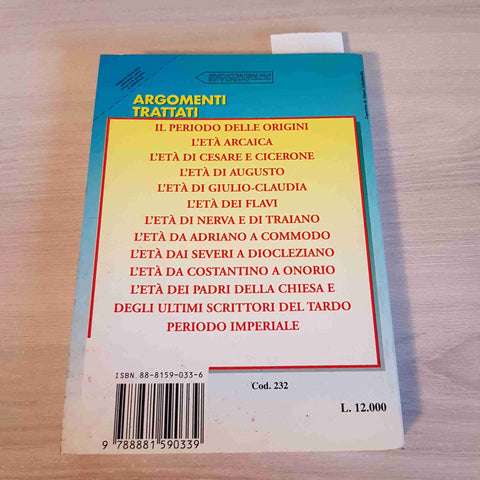 ARGOMENTI
TRATTATI
IL PERIODO DELLE ORIGINI
L'ETÀ ARCAICA
L'ETÀ DI CESARE E CICERONE
L'ETÀ DI AUGUSTO
L'ETÀ DI GIULIO-CLAUDIA
L'ETÀ DEI FLAVI
L'ETÀ DI NERVA E DI TRAIANO
L'ETÀ DA ADRIANO A COMMODO
L'ETÀ DAI SEVERI A DIOCLEZIANO
L'ETÀ DA COSTANTINO A ONORIO
L'ETÀ DEI PADRI DELLA CHIESA E
DEGLI ULTIMI SCRITTORI DEL TARDO
PERIODO IMPERIALE
ISBN 88-8159-033-6
Cod. 232
L. 12.000
9 788881 590339